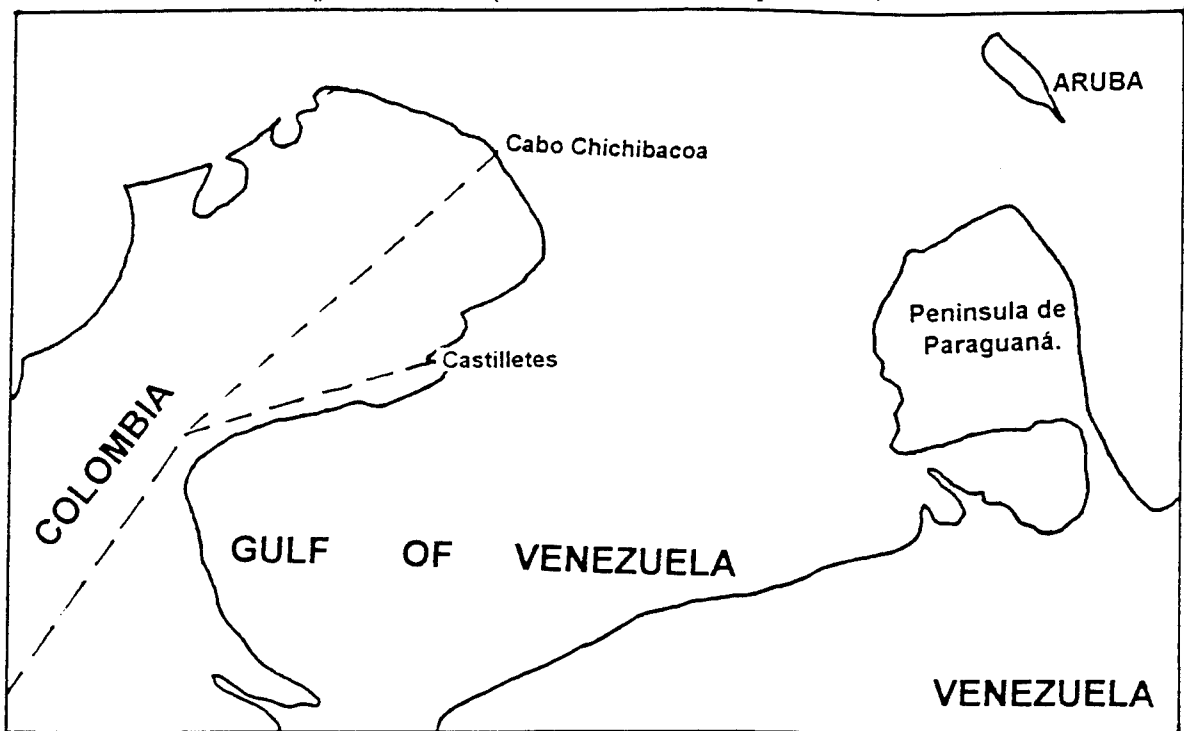 ARUBA
Cabo Chichibacoa
Peninsula de
Paraguaná.
Castilletes
COLOMBIA
GULF OF VENEZUELA
VENEZUELA